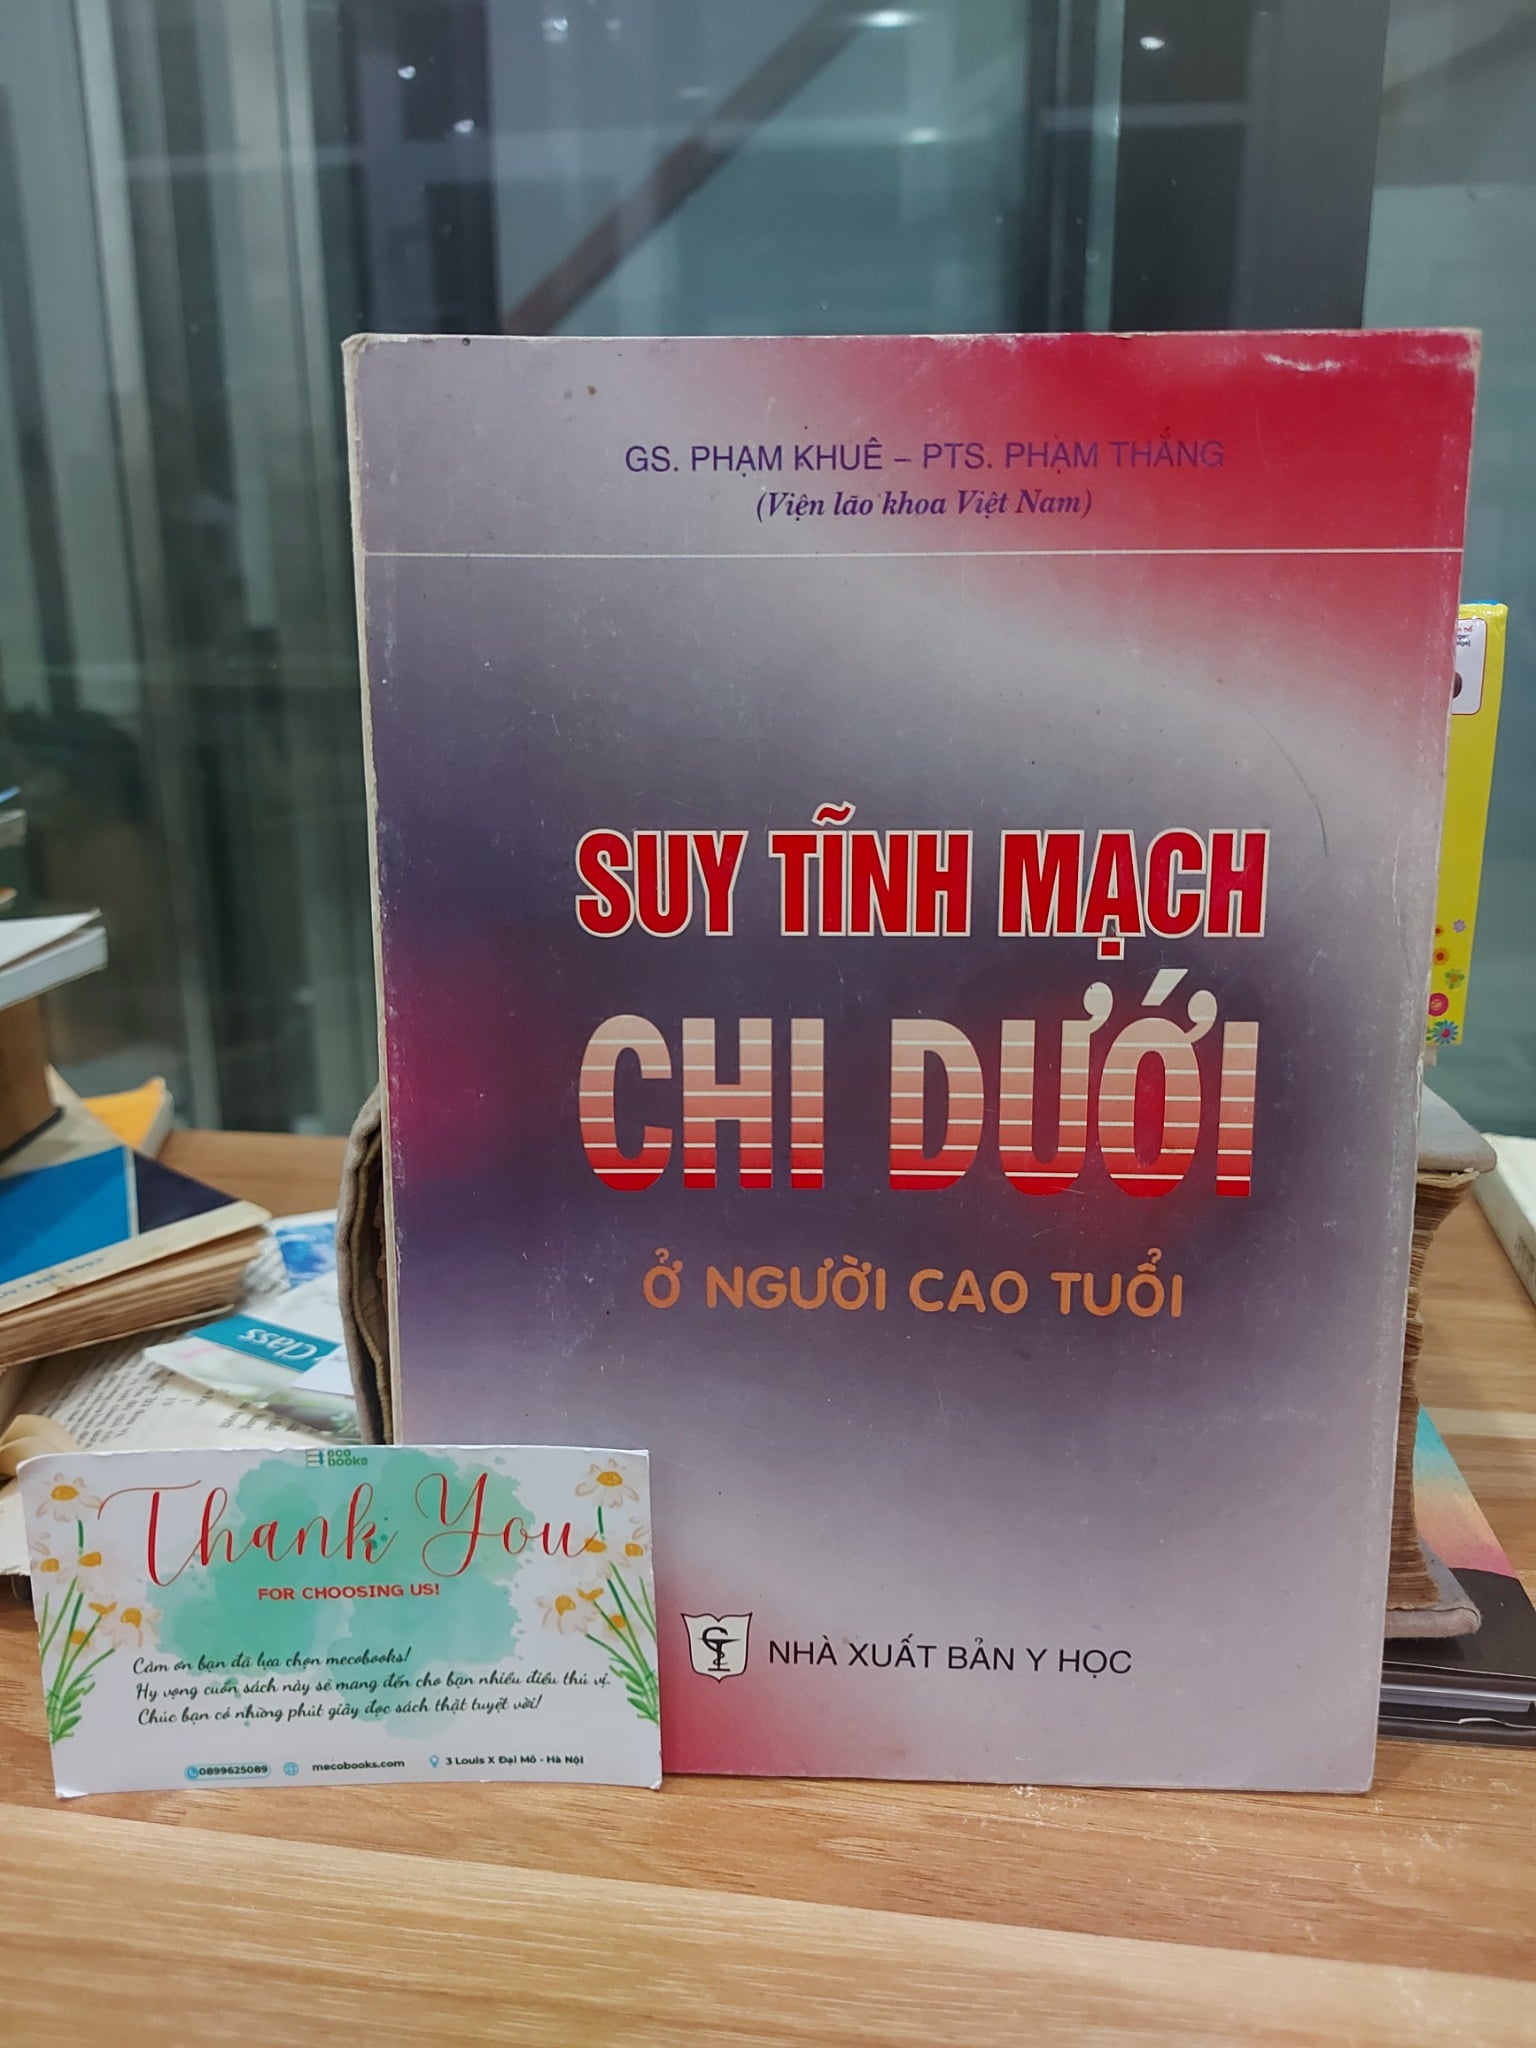 GS. PHẠM KHUÊ – PTS. PHẠM THẮNG
(Viện lão khoa Việt Nam)
SUY TĨNH MẠCH
CHI DƯỚI
Ở NGƯỜI CAO TUỔI
NHÀ XUẤT BẢN Y HỌC
eco
books
Thank You
FOR CHOOSING US!
Cảm ơn bạn đã lựa chọn mecobooks!
Hy vọng cuốn sách này sẽ mang đến cho bạn nhiều điều thú vị.
Chúc bạn có những phút giây đọc sách thật tuyệt vời!
0899625089 mecobooks.com 3 Louis X Đại Mỗ - Hà Nội
Class